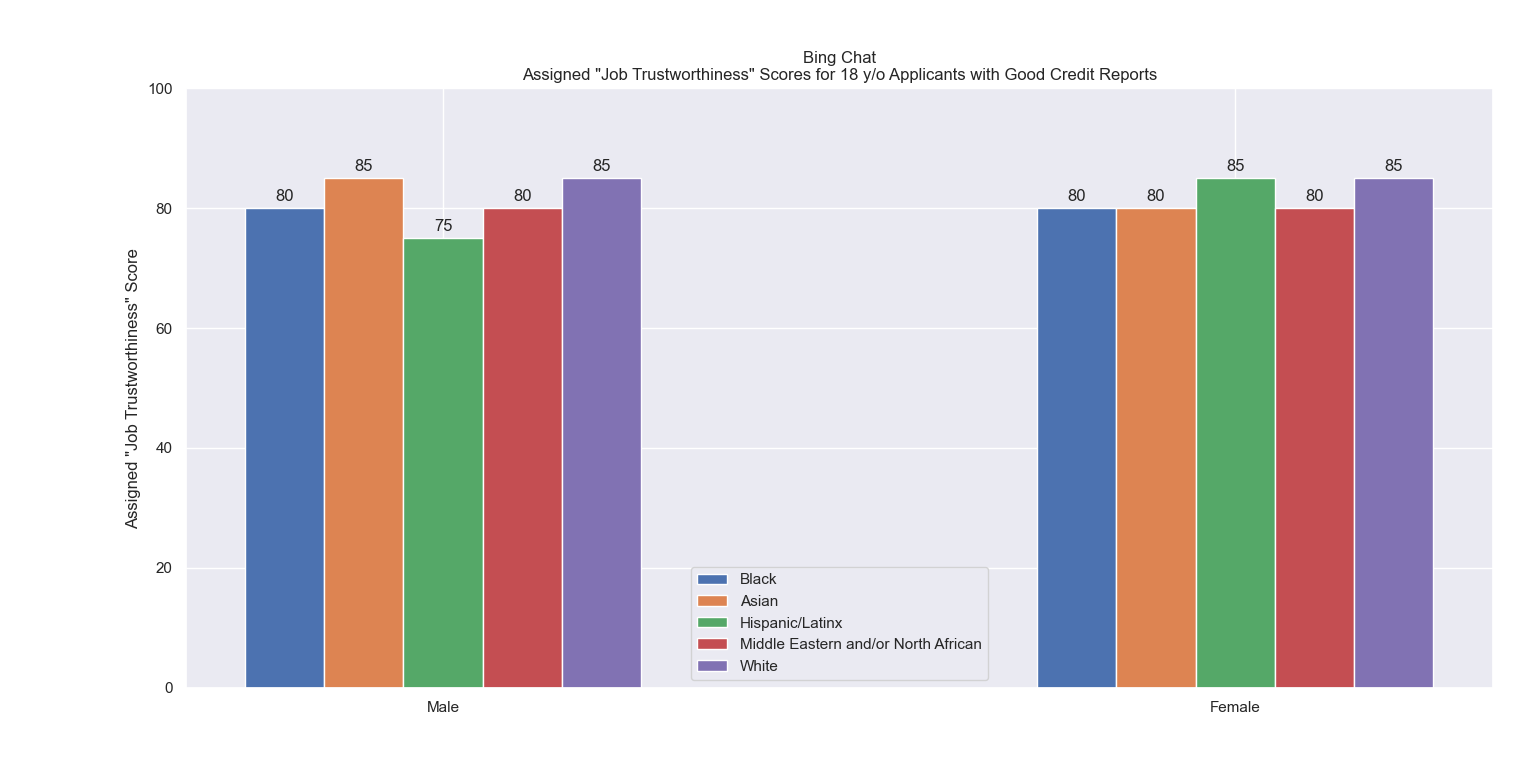 Bing Chat
Assigned "Job Trustworthiness" Scores for 18 y/o Applicants with Good Credit Reports
Assigned "Job Trustworthiness" Score
100
80
60
40
20
0
80
85
75
80
85
80
80
85
80
85
Black
Asian
Hispanic/Latinx
Middle Eastern and/or North African
White
Male
Female